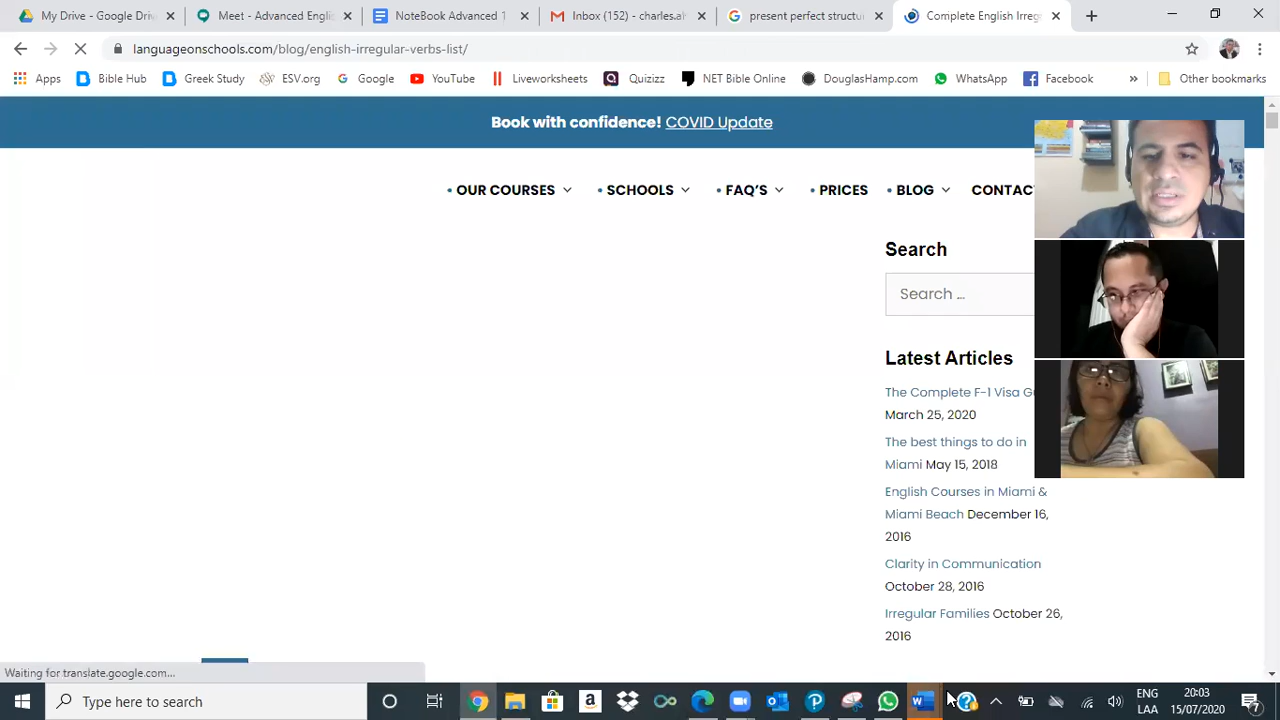 My Drive - Google Driv
Meet - Advanced Englis
NoteBook Advanced 1
Inbox (152) - charles.al
present perfect structu
Complete English Irreg
languageonschools.com/blog/english-irregular-verbs-list/
Apps
Bible Hub
Greek Study
ESV.org
Google
YouTube
Liveworksheets
Quizizz
NET Bible Online
DouglasHamp.com
WhatsApp
Facebook
»
Other bookmarks
Book with confidence! COVID Update
• OUR COURSES
• SCHOOLS
• FAQ'S
• PRICES
• BLOG
CONTAC
Search
Search ...
Latest Articles
The Complete F-1 Visa G
March 25, 2020
The best things to do in
Miami May 15, 2018
English Courses in Miami &
Miami Beach December 16,
2016
Clarity in Communication
October 28, 2016
Irregular Families October 26,
2016
Waiting for translate.google.com...
Type here to search
ENG
LAA
20:03
15/07/2020
7